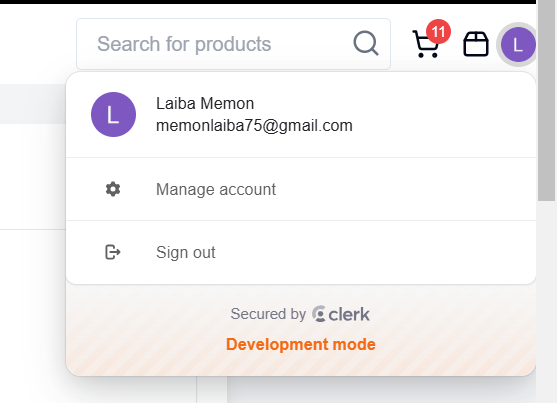 Search for products
11
L
L
Laiba Memon
memonlaiba75@gmail.com
Manage account
Sign out
Secured by clerk
Development mode